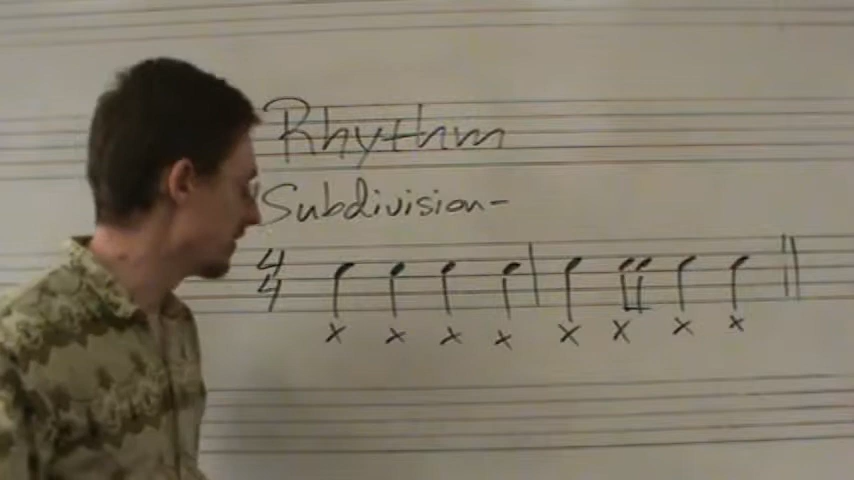 Rhythm
Subdivision-
4
4
x x x x x x x x